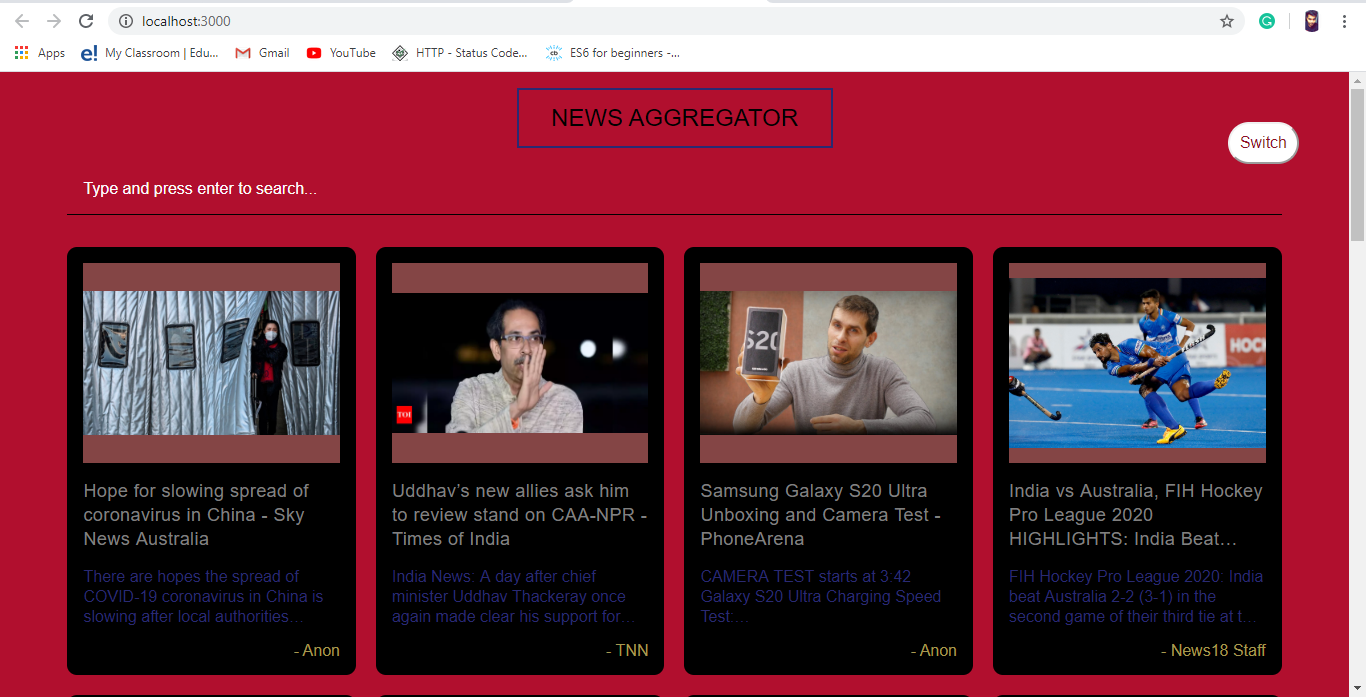 localhost:3000
Apps
My Classroom | Edu...
Gmail
YouTube
HTTP - Status Code...
ES6 for beginners -...
NEWS AGGREGATOR
Switch
Type and press enter to search...
TOI
S20
HOCK
Hope for slowing spread of
coronavirus in China - Sky
News Australia
There are hopes the spread of
COVID-19 coronavirus in China is
slowing after local authorities…
- Anon
Uddhav’s new allies ask him
to review stand on CAA-NPR -
Times of India
India News: A day after chief
minister Uddhav Thackeray once
again made clear his support for…
- TNN
Samsung Galaxy S20 Ultra
Unboxing and Camera Test -
PhoneArena
CAMERA TEST starts at 3:42
Galaxy S20 Ultra Charging Speed
Test:…
- Anon
India vs Australia, FIH Hockey
Pro League 2020
HIGHLIGHTS: India Beat…
FIH Hockey Pro League 2020: India
beat Australia 2-2 (3-1) in the
second game of their third tie at t…
- News18 Staff